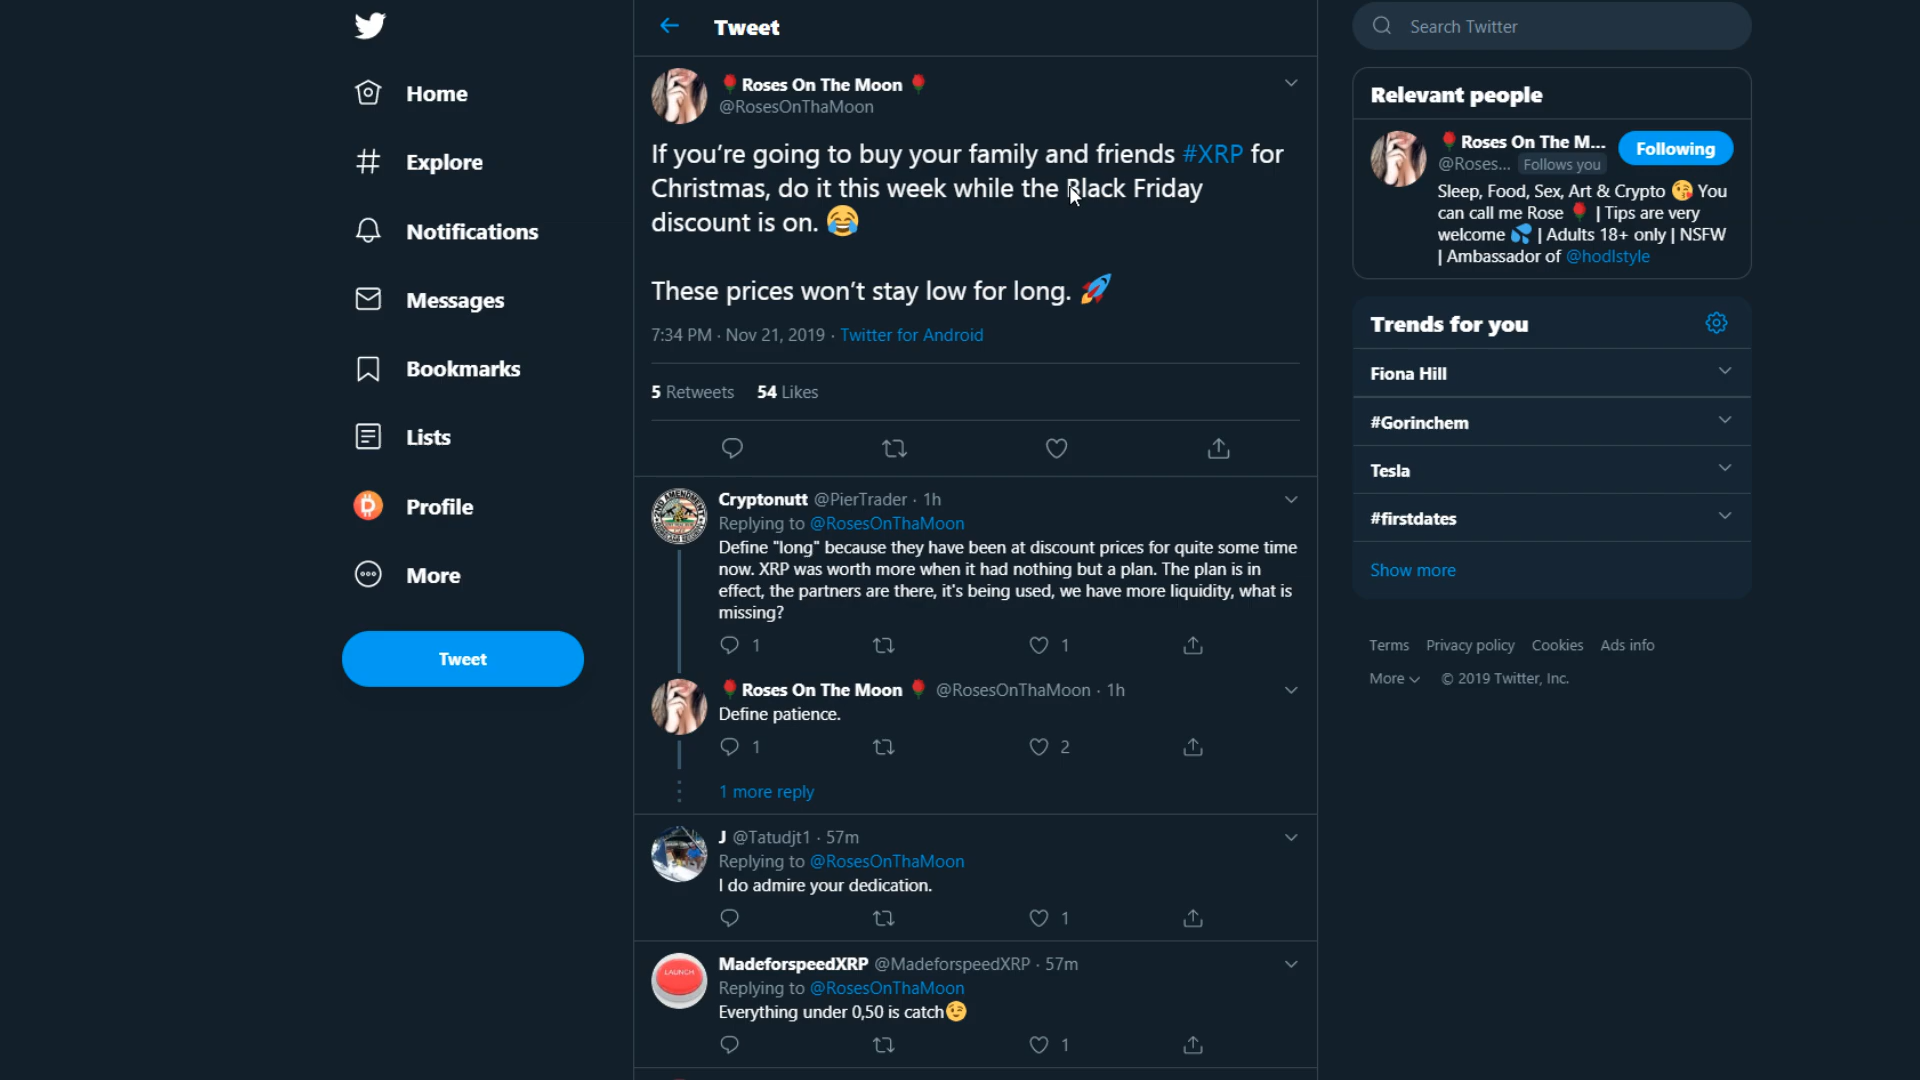 Home
Explore
Notifications
Messages
Bookmarks
Lists
Profile
More
Tweet
Tweet
🌹Roses On The Moon🌹
@RosesOnThaMoon
If you’re going to buy your family and friends #XRP for
Christmas, do it this week while the Black Friday
discount is on. 😂
These prices won’t stay low for long. 🚀
7:34 PM · Nov 21, 2019 · Twitter for Android
5 Retweets 54 Likes
Cryptonutt @PierTrader · 1h
Replying to @RosesOnThaMoon
Define "long" because they have been at discount prices for quite some time
now. XRP was worth more when it had nothing but a plan. The plan is in
effect, the partners are there, it's being used, we have more liquidity, what is
missing?
1 1
🌹Roses On The Moon🌹 @RosesOnThaMoon · 1h
Define patience.
1 2
1 more reply
J @Tatudjt1 · 57m
Replying to @RosesOnThaMoon
I do admire your dedication.
1
LAUNCH
MadeforspeedXRP @MadeforspeedXRP · 57m
Replying to @RosesOnThaMoon
Everything under 0,50 is catch😉
1
Search Twitter
Relevant people
🌹Roses On The M...
@Roses... Follows you
Following
Sleep, Food, Sex, Art & Crypto 😘 You
can call me Rose 🌹 | Tips are very
welcome 💦 | Adults 18+ only | NSFW
| Ambassador of @hodlstyle
Trends for you
Fiona Hill
#Gorinchem
Tesla
#firstdates
Show more
Terms Privacy policy Cookies Ads info
More © 2019 Twitter, Inc.